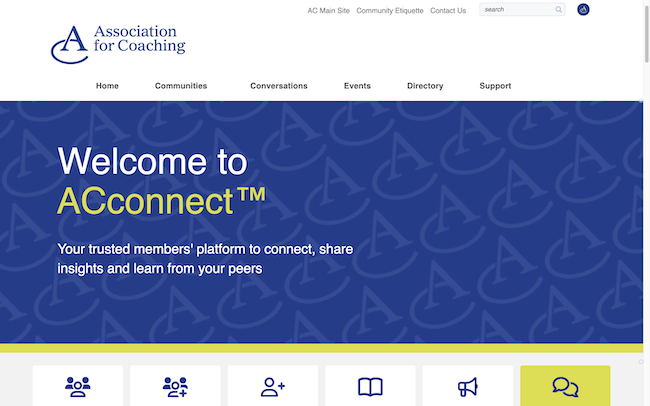 AC Main Site Community Etiquette Contact Us search
Association
for Coaching
Home Communities Conversations Events Directory Support
Welcome to
ACconnect™
Your trusted members' platform to connect, share
insights and learn from your peers